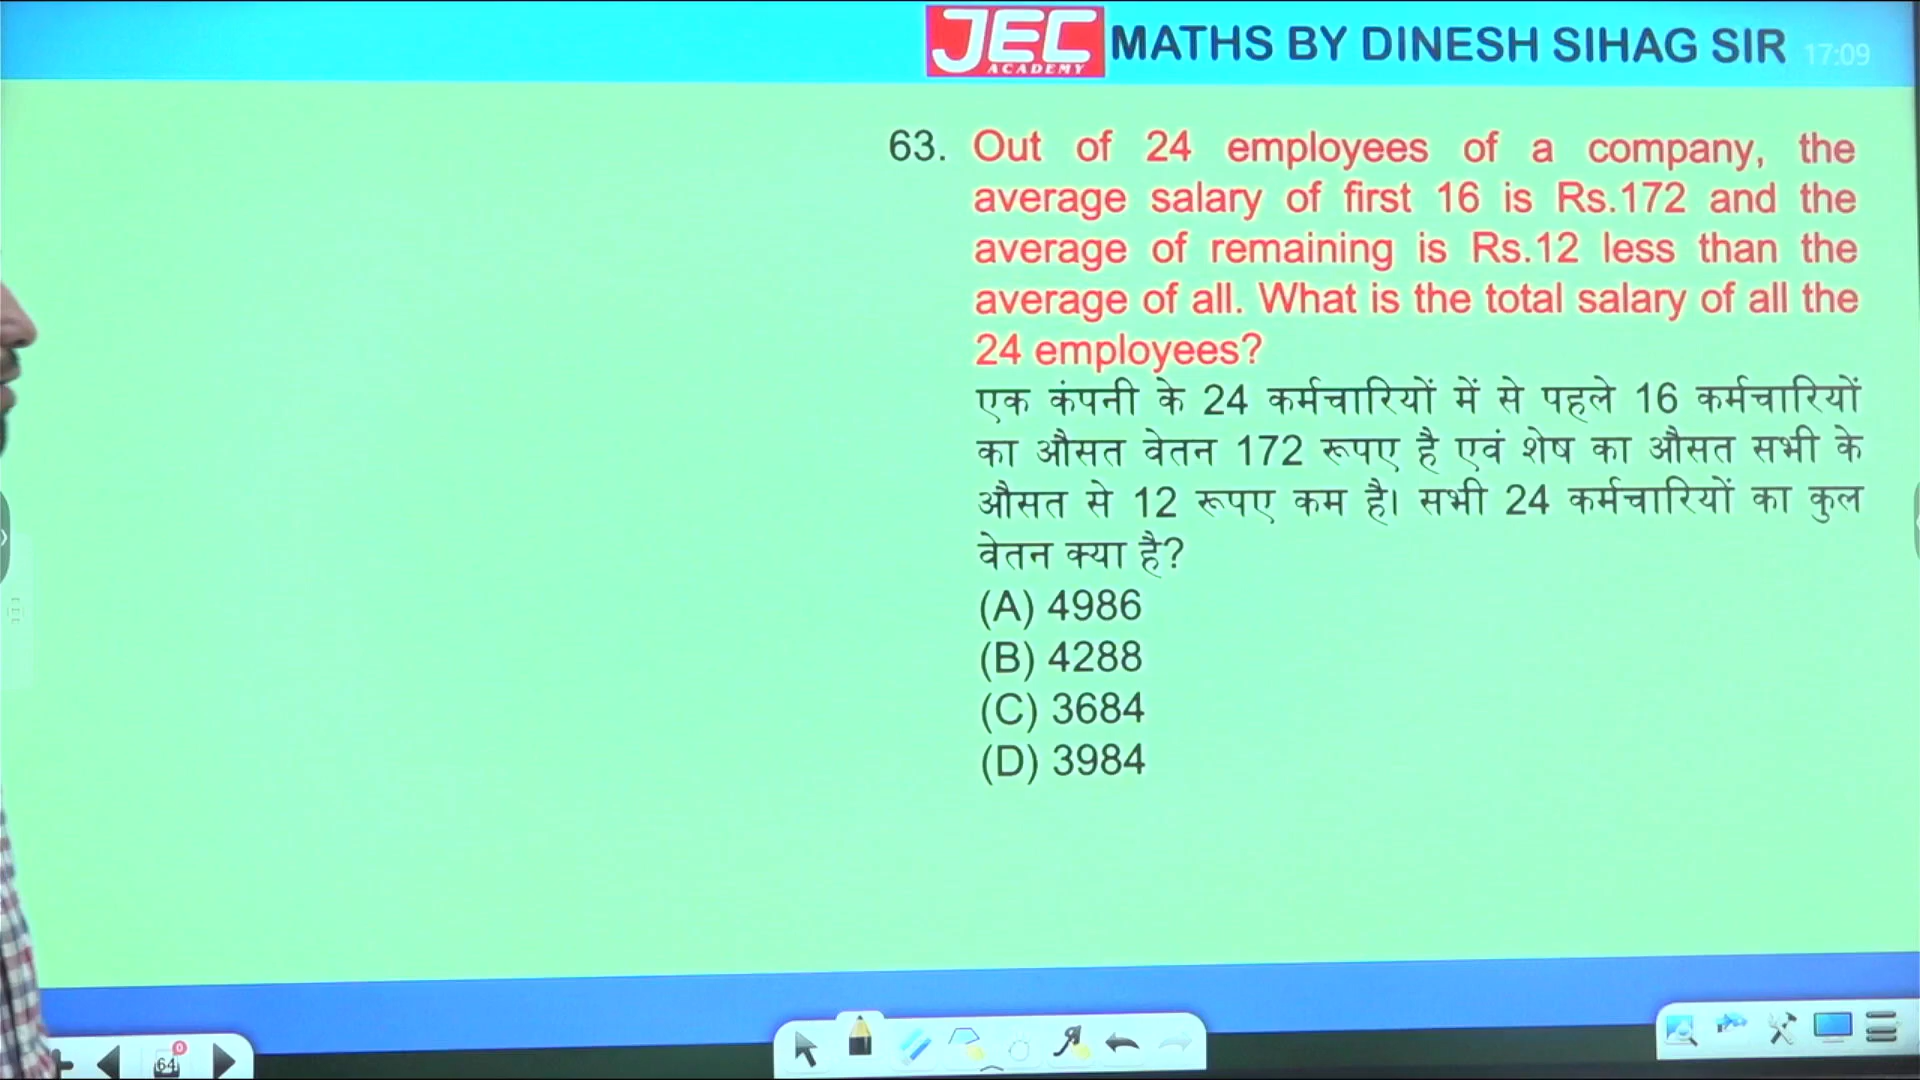 JEC
ACADEMY
MATHS BY DINESH SIHAG SIR
17:09
63. Out of 24 employees of a company, the
average salary of first 16 is Rs.172 and the
average of remaining is Rs.12 less than the
average of all. What is the total salary of all the
24 employees?
एक कंपनी के 24 कर्मचारियों में से पहले 16 कर्मचारियों
का औसत वेतन 172 रूपए है एवं शेष का औसत सभी के
औसत से 12 रूपए कम है। सभी 24 कर्मचारियों का कुल
वेतन क्या है?
(A) 4986
(B) 4288
(C) 3684
(D) 3984
64
0